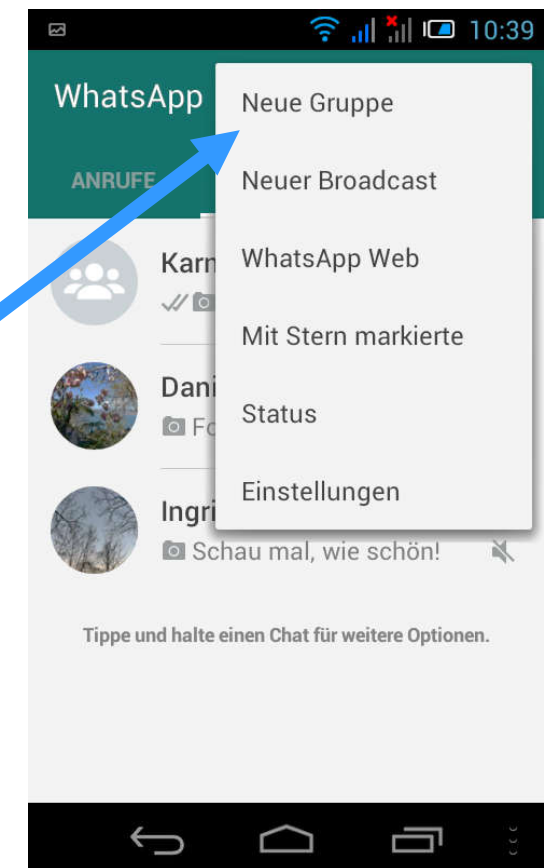 10:39
WhatsApp
Neue Gruppe
ANRUFE
Neuer Broadcast
WhatsApp Web
Mit Stern markierte
Status
Einstellungen
Karn
Dani
Fo
Ingri
Schau mal, wie schön!
Tippe und halte einen Chat für weitere Optionen.